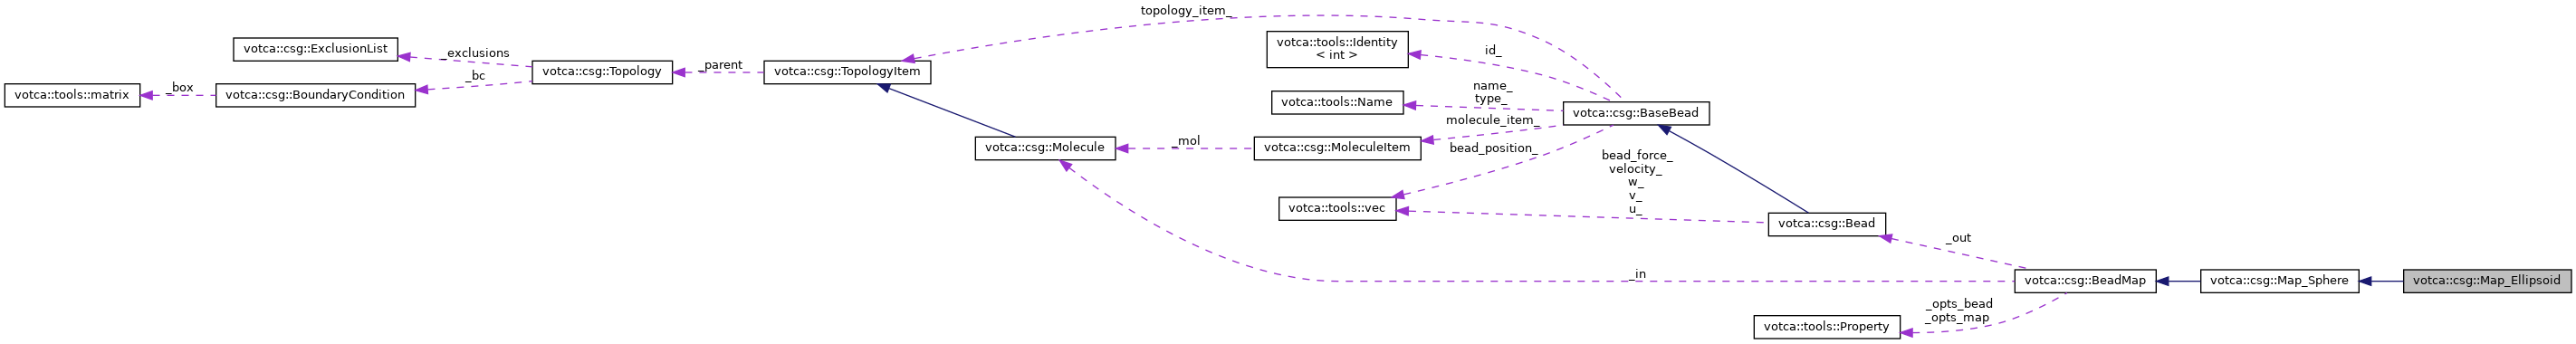 topology_item_
votca::csg::ExclusionList
_exclusions
votca::tools::Identity
< int >
id_
votca::csg::Topology
_parent
votca::csg::TopologyItem
_bc
_box
votca::tools::matrix
votca::csg::BoundaryCondition
name_
type_
votca::tools::Name
votca::csg::BaseBead
molecule_item_
votca::csg::Molecule
_mol
votca::csg::MoleculeItem
bead_position_
bead_force_
velocity_
w_
v_
u_
votca::tools::vec
votca::csg::Bead
_out
_in
votca::csg::BeadMap
votca::csg::Map_Sphere
votca::csg::Map_Ellipsoid
_opts_bead
_opts_map
votca::tools::Property